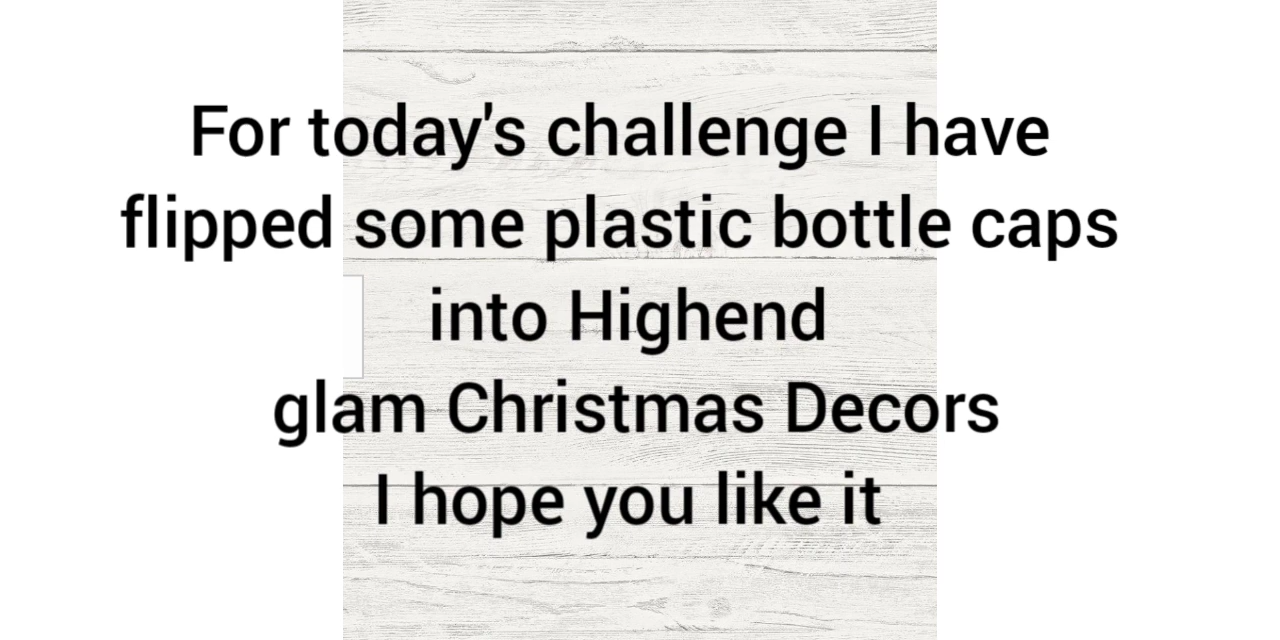 For today's challenge I have
flipped some plastic bottle caps
into Highend
glam Christmas Decors
I hope you like it